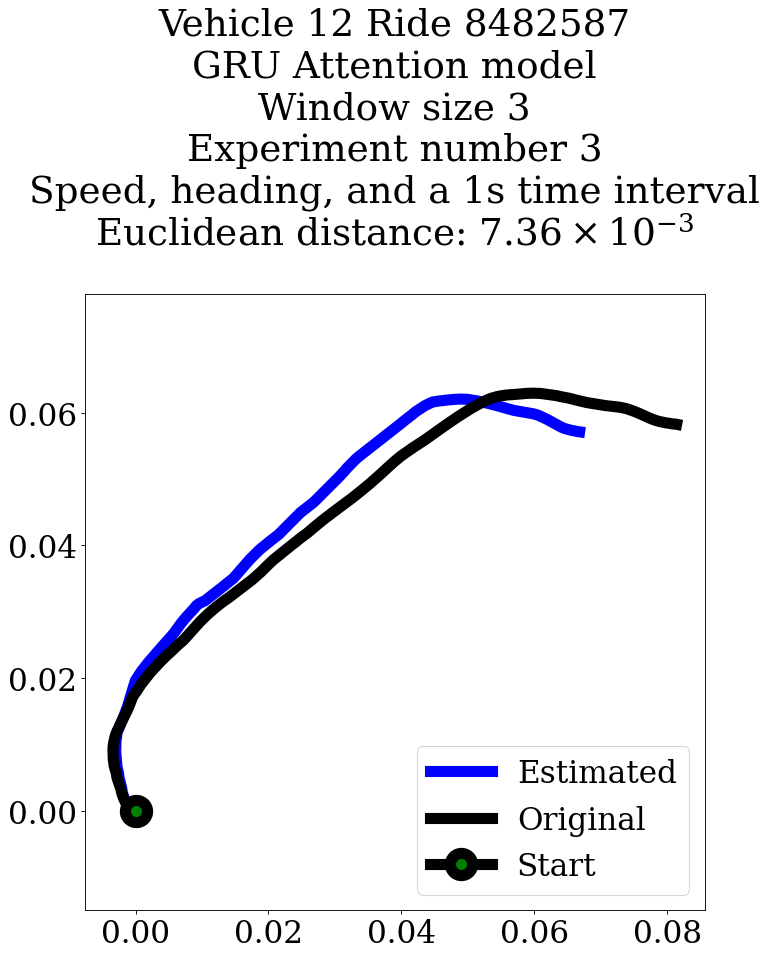 Vehicle 12 Ride 8482587
GRU Attention model
Window size 3
Experiment number 3
Speed, heading, and a 1s time interval
Euclidean distance: 7.36 × 10⁻³
0.06
0.04
0.02
0.00
Estimated
Original
Start
0.00 0.02 0.04 0.06 0.08